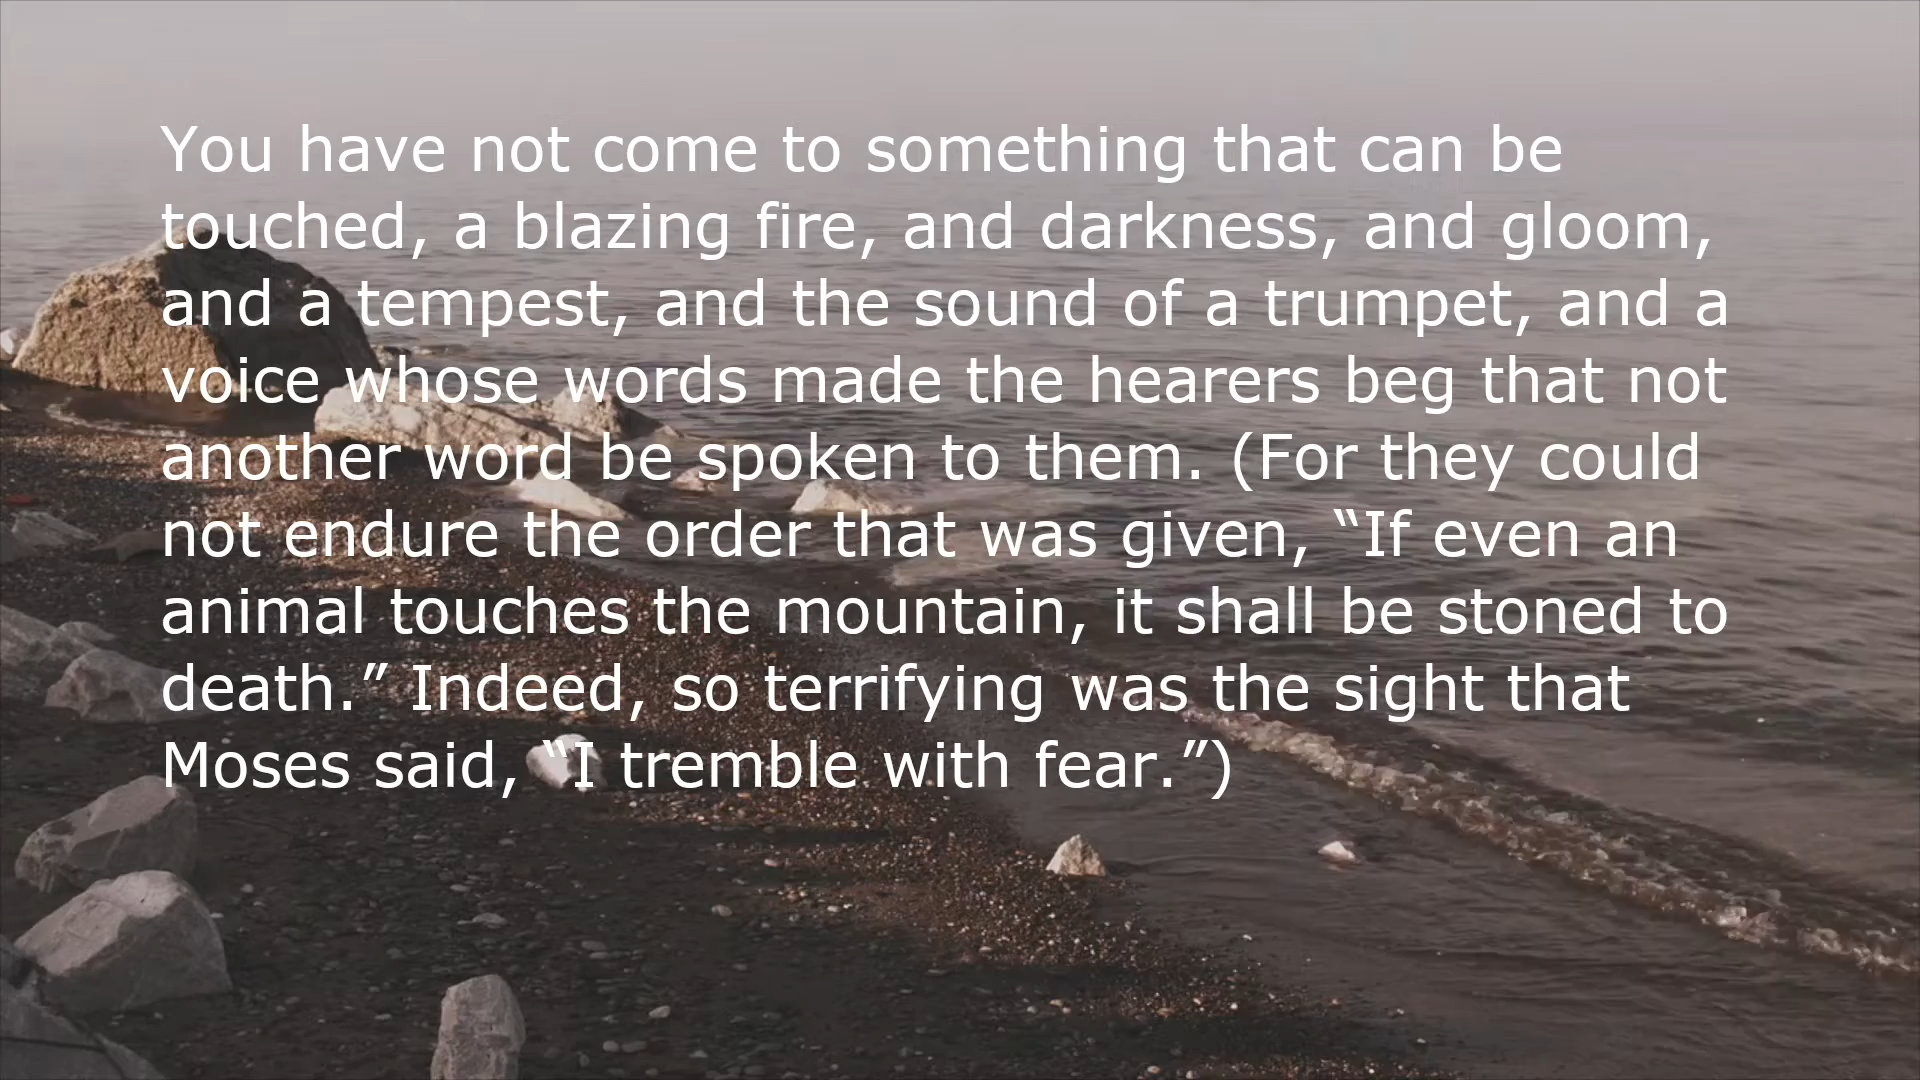 You have not come to something that can be
touched, a blazing fire, and darkness, and gloom,
and a tempest, and the sound of a trumpet, and a
voice whose words made the hearers beg that not
another word be spoken to them. (For they could
not endure the order that was given, “If even an
animal touches the mountain, it shall be stoned to
death.” Indeed, so terrifying was the sight that
Moses said, “I tremble with fear.”)